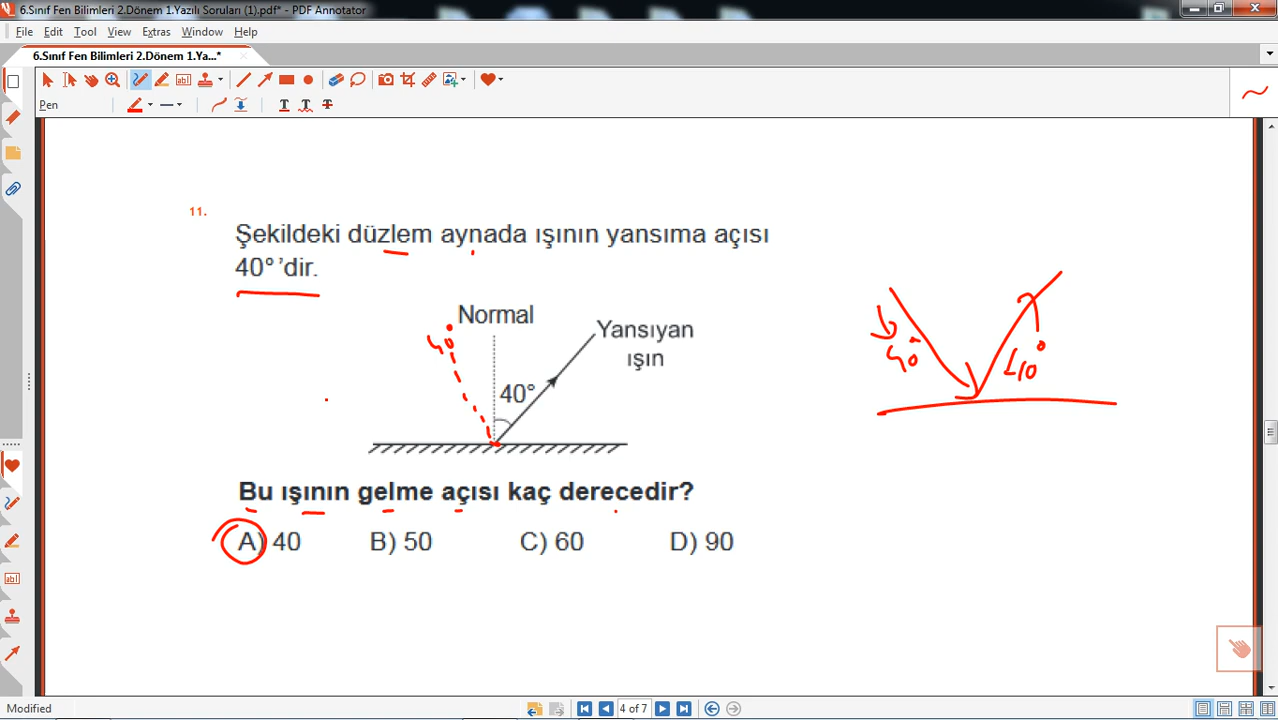 6.Sınıf Fen Bilimleri 2.Dönem 1.Yazılı Soruları (1).pdf* - PDF Annotator
File Edit Tool View Extras Window Help
6.Sınıf Fen Bilimleri 2.Dönem 1.Ya...*
Pen
11.
Şekildeki düzlem aynada ışının yansıma açısı
40°'dir.
Normal
Yansıyan
ışın
40°
40°
40°
Bu ışının gelme açısı kaç derecedir?
A) 40 B) 50 C) 60 D) 90
Modified
4 of 7